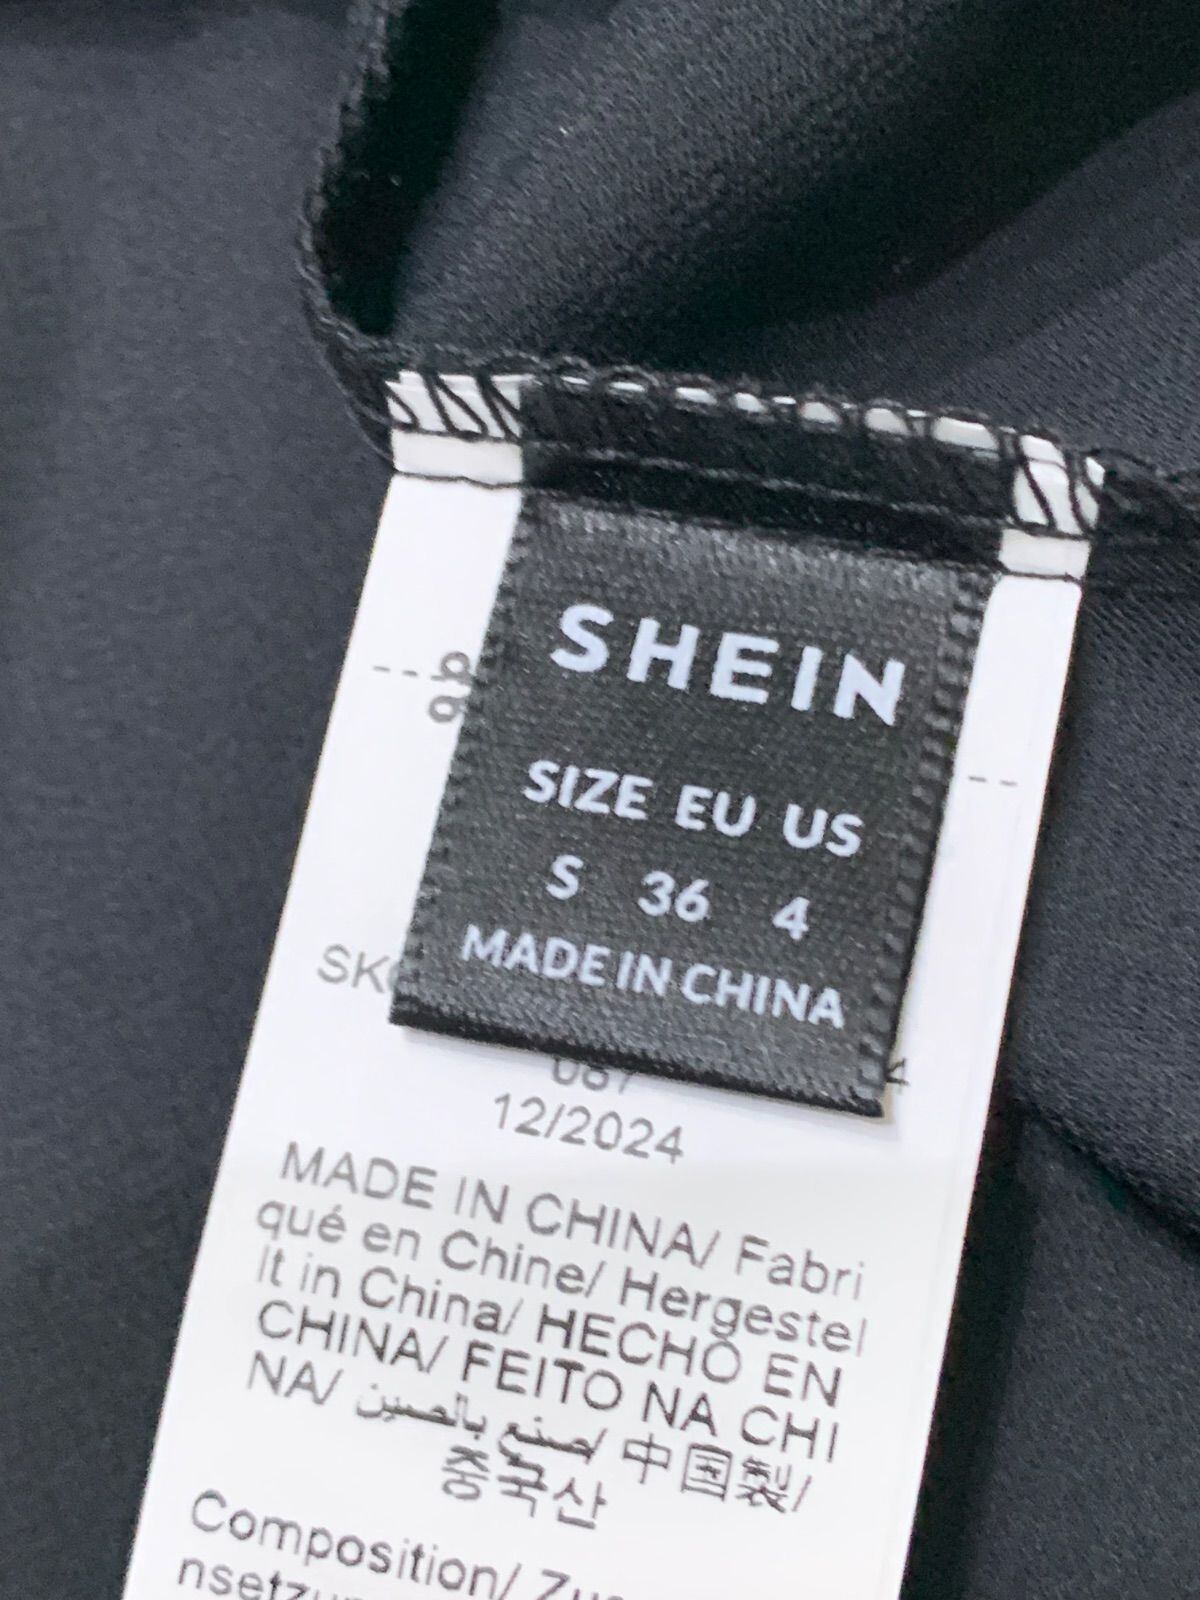 SHEIN
SIZE EU US
S 36 4
MADE IN CHINA
12/2024
MADE IN CHINA/ Fabri
qué en Chine/ Hergestel
lt in China/ HECHO EN
CHINA/ FEITO NA CHI
NA/ صنع بالصين/ 中国製/
중국산
Composition/